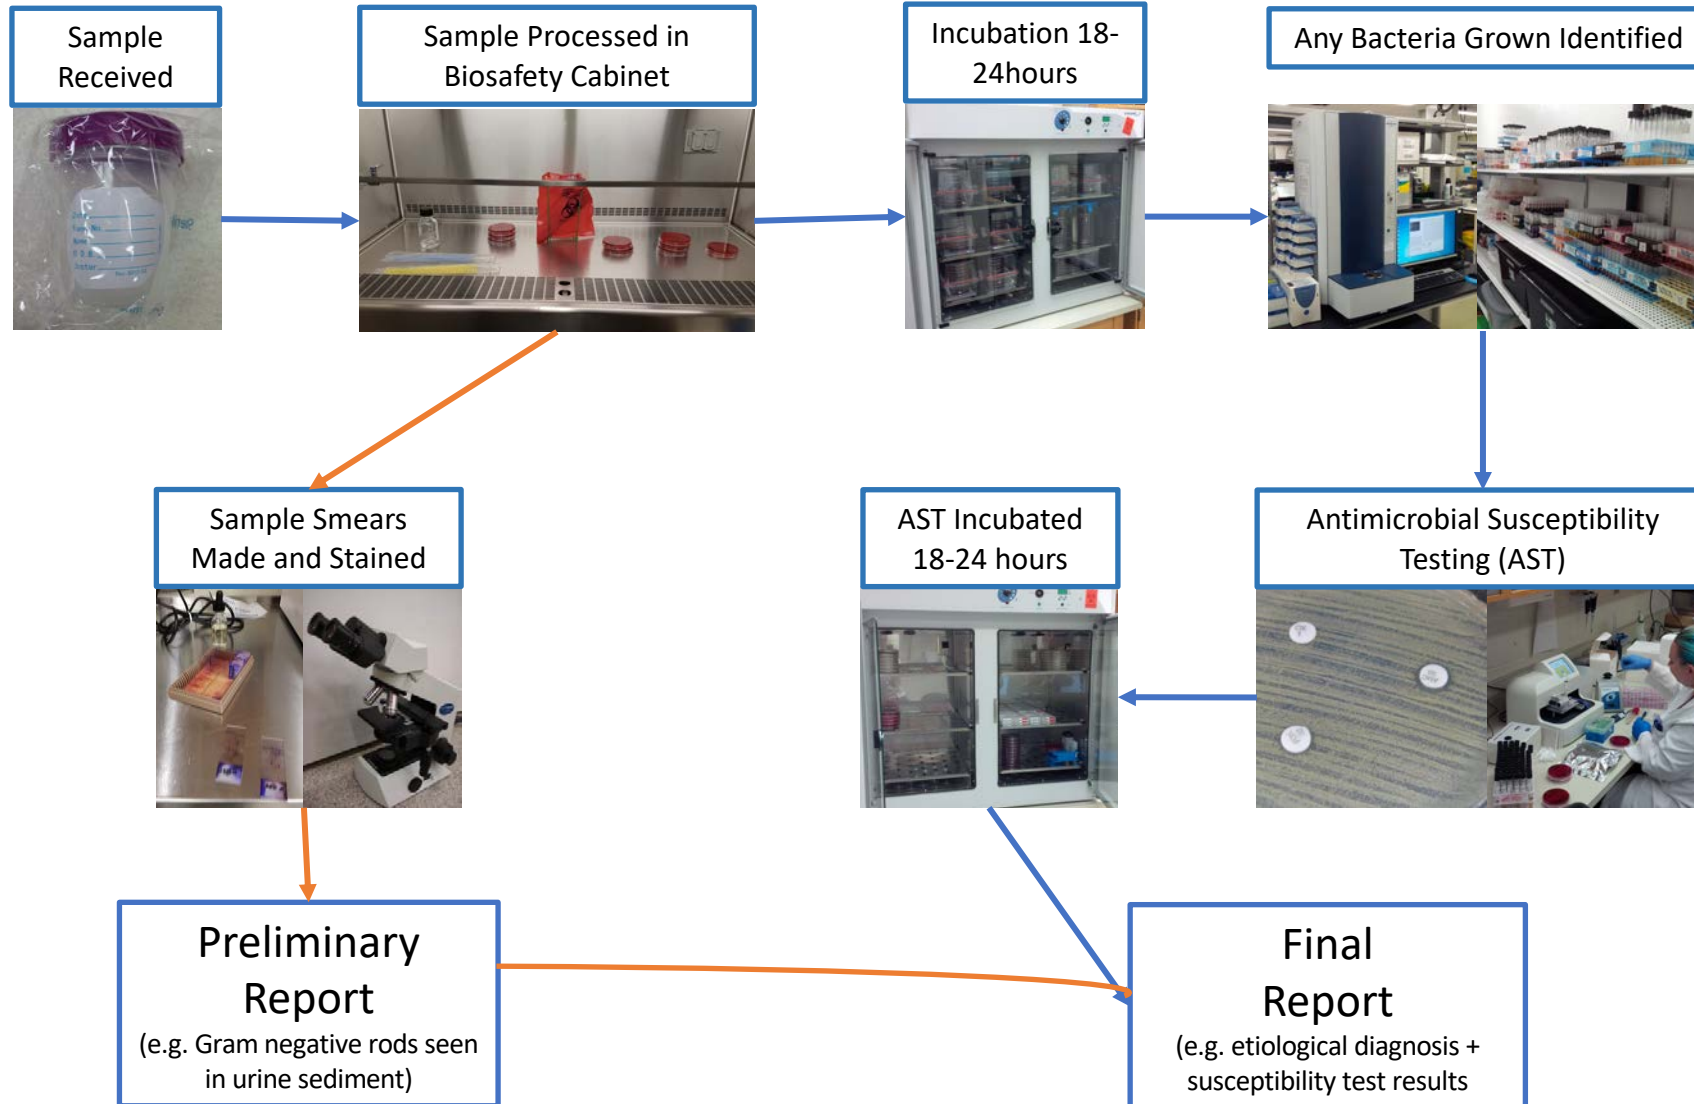 Sample
Received
Sample Processed in
Biosafety Cabinet
Incubation 18-
24hours
Any Bacteria Grown Identified
Sample Smears
Made and Stained
AST Incubated
18-24 hours
Antimicrobial Susceptibility
Testing (AST)
Preliminary
Report
(e.g. Gram negative rods seen
in urine sediment)
Final
Report
(e.g. etiological diagnosis +
susceptibility test results